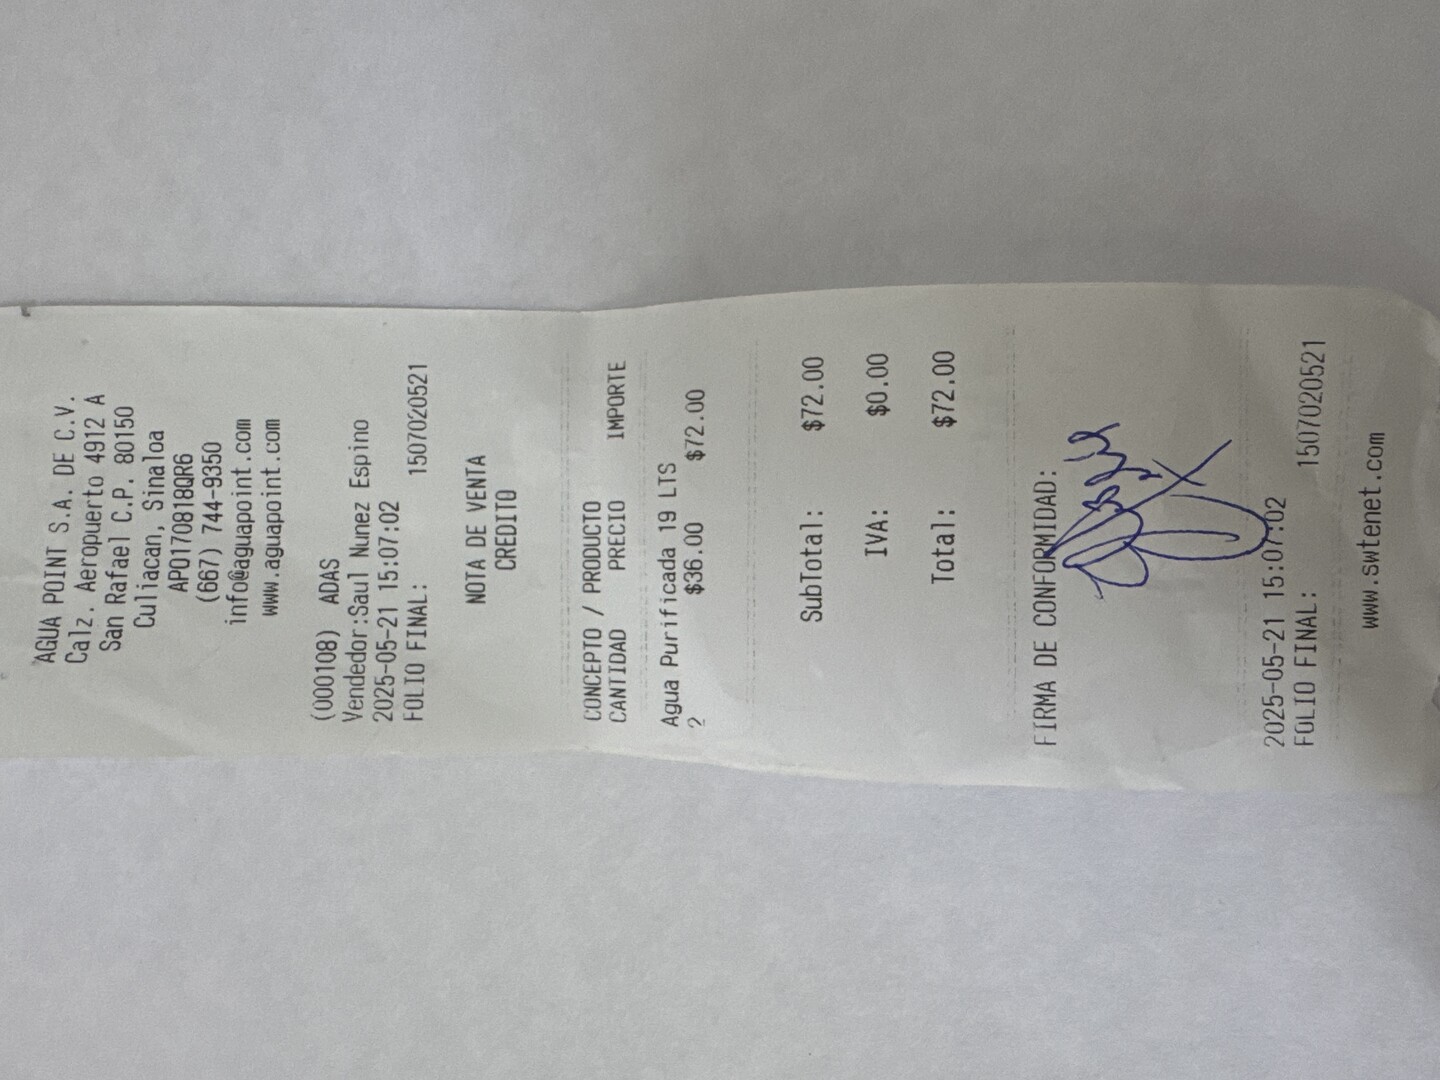 AGUA POINT S.A. DE C.V.
Calz. Aeropuerto 4912 A
San Rafael C.P. 80150
Culiacan, Sinaloa
APO170818QR6
(667) 744-9350
info@aguapoint.com
www.aguapoint.com
(000108) ADAS
Vendedor:Saul Nunez Espino
2025-05-21 15:07:02
FOLIO FINAL: 1507020521
NOTA DE VENTA
CREDITO
CONCEPTO / PRODUCTO
CANTIDAD PRECIO IMPORTE
Agua Purificada 19 LTS
2 $36.00 $72.00
SubTotal: $72.00
IVA: $0.00
Total: $72.00
FIRMA DE CONFORMIDAD:
2025-05-21 15:07:02
FOLIO FINAL: 1507020521
www.swtenet.com